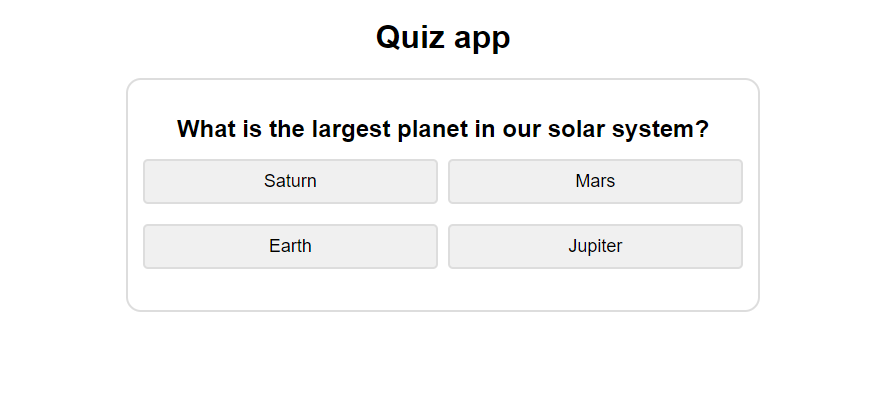 Quiz app
What is the largest planet in our solar system?
Saturn
Mars
Earth
Jupiter